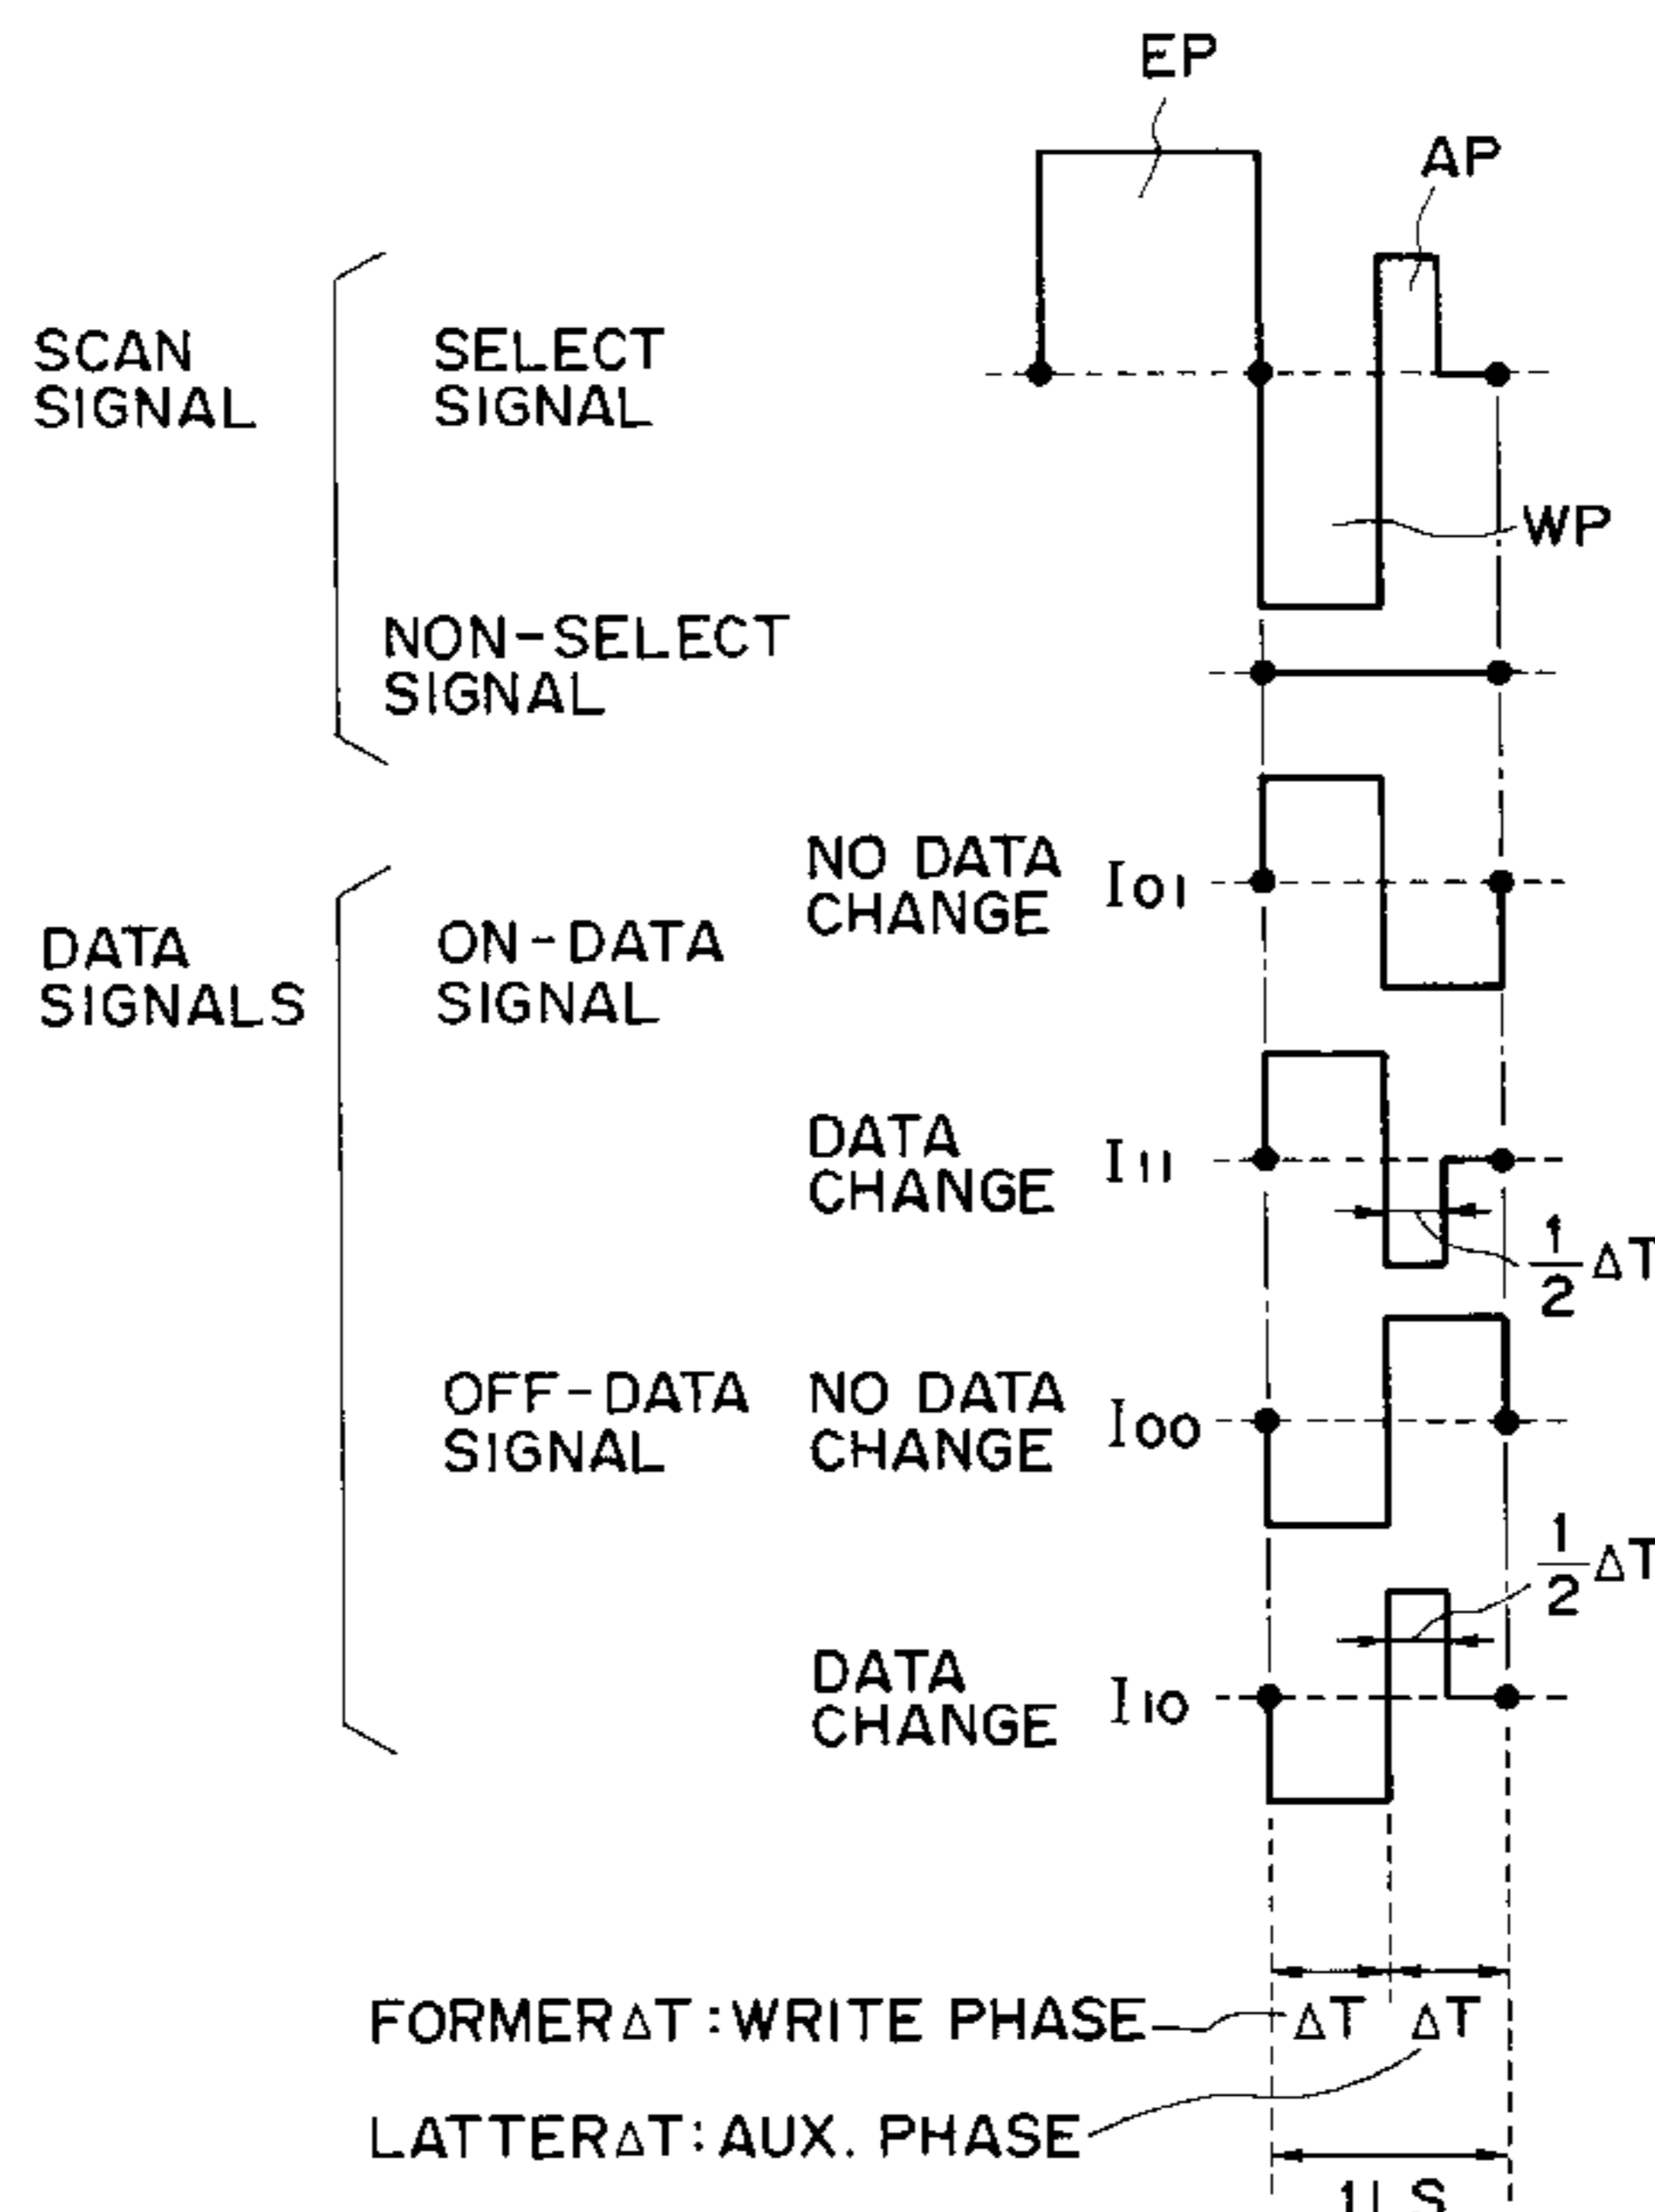 EP
AP
SCAN
SIGNAL
SELECT
SIGNAL
WP
NON-SELECT
SIGNAL
NO DATA
CHANGE
I01
DATA
SIGNALS
ON-DATA
SIGNAL
DATA
CHANGE
I11
1/2 ΔT
OFF-DATA
SIGNAL
NO DATA
CHANGE
I00
1/2 ΔT
DATA
CHANGE
I10
FORMER ΔT : WRITE PHASE
ΔT ΔT
LATTER ΔT : AUX. PHASE